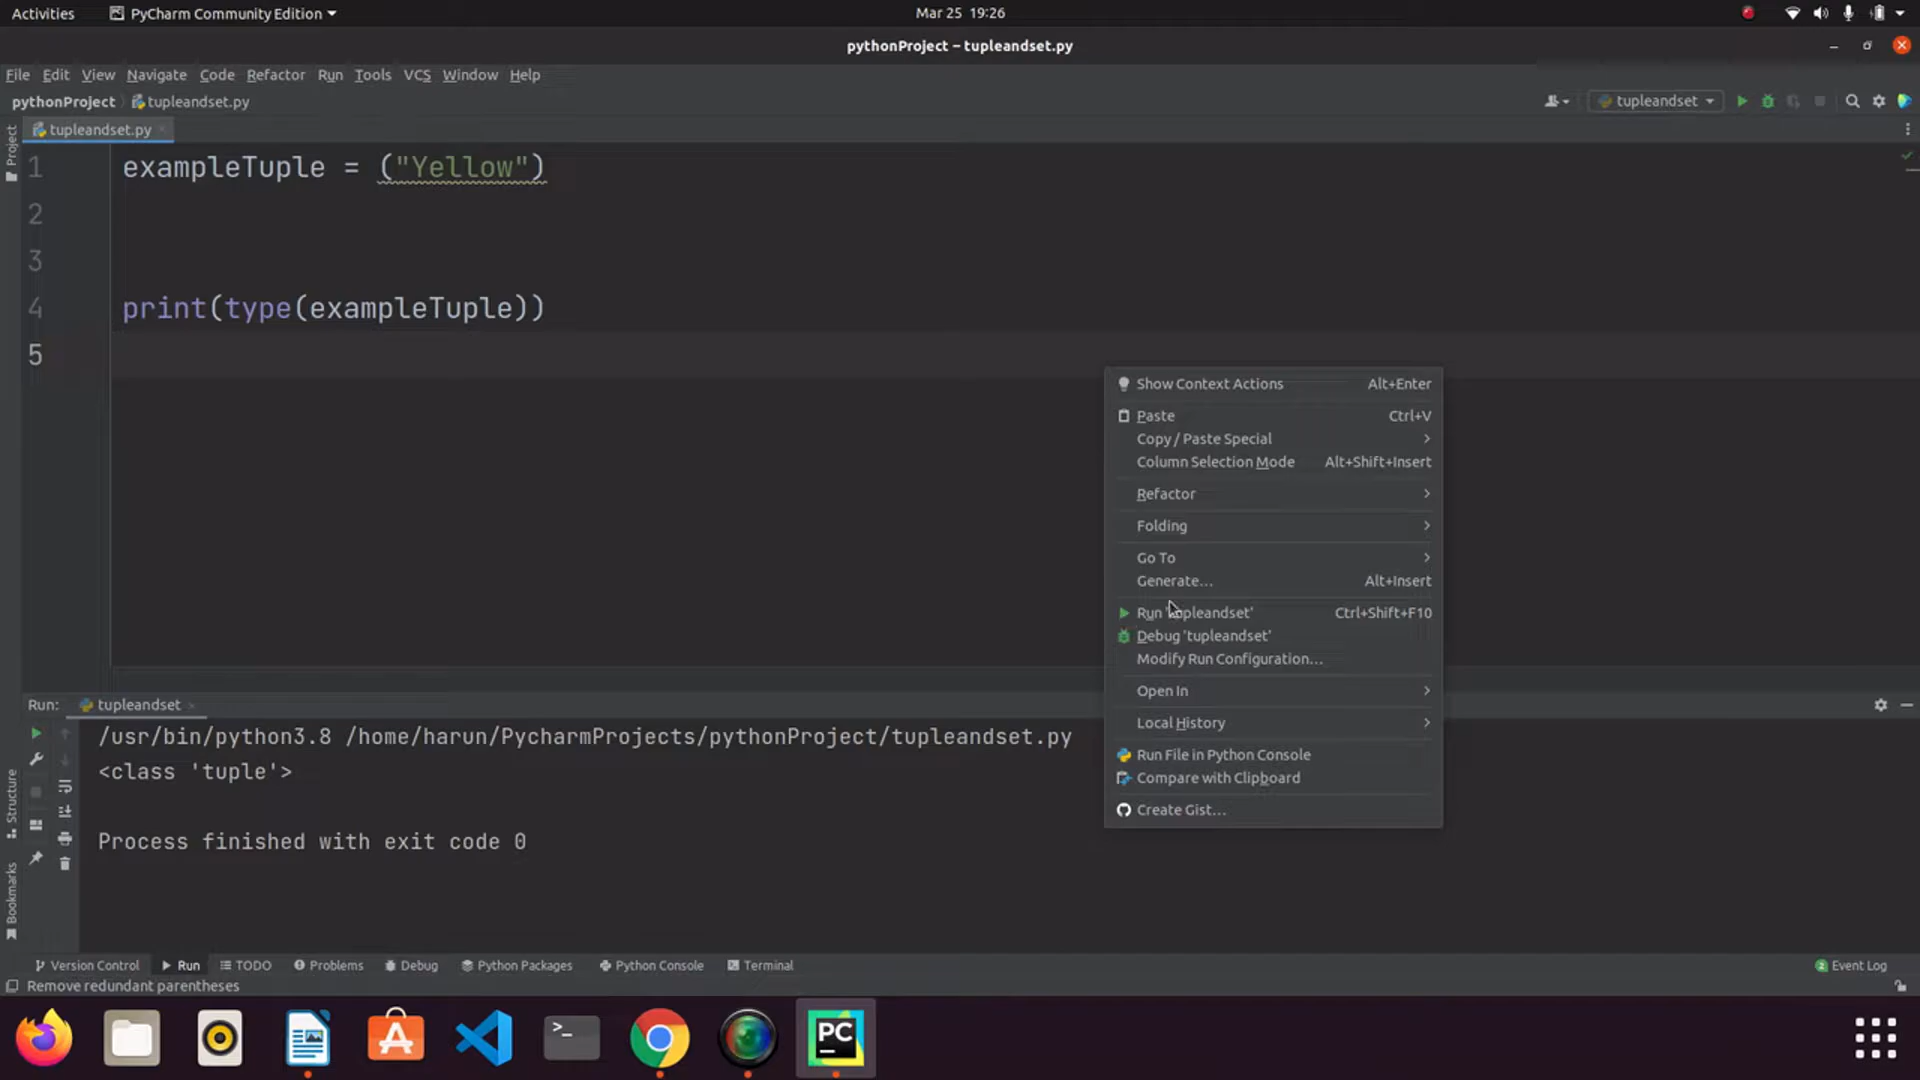 Activities PyCharm Community Edition Mar 25 19:26
pythonProject – tupleandset.py
File Edit View Navigate Code Refactor Run Tools VCS Window Help
pythonProject tupleandset.py tupleandset
tupleandset.py
Project
1 exampleTuple = ("Yellow")
2
3
4 print(type(exampleTuple))
5
Show Context Actions Alt+Enter
Paste Ctrl+V
Copy / Paste Special
Column Selection Mode Alt+Shift+Insert
Refactor
Folding
Go To
Generate... Alt+Insert
Run 'tupleandset' Ctrl+Shift+F10
Debug 'tupleandset'
Modify Run Configuration...
Open In
Local History
Run File in Python Console
Compare with Clipboard
Create Gist...
Run: tupleandset
/usr/bin/python3.8 /home/harun/PycharmProjects/pythonProject/tupleandset.py
<class 'tuple'>
Process finished with exit code 0
Structure
Bookmarks
Version Control Run TODO Problems Debug Python Packages Python Console Terminal 2 Event Log
Remove redundant parentheses
PC